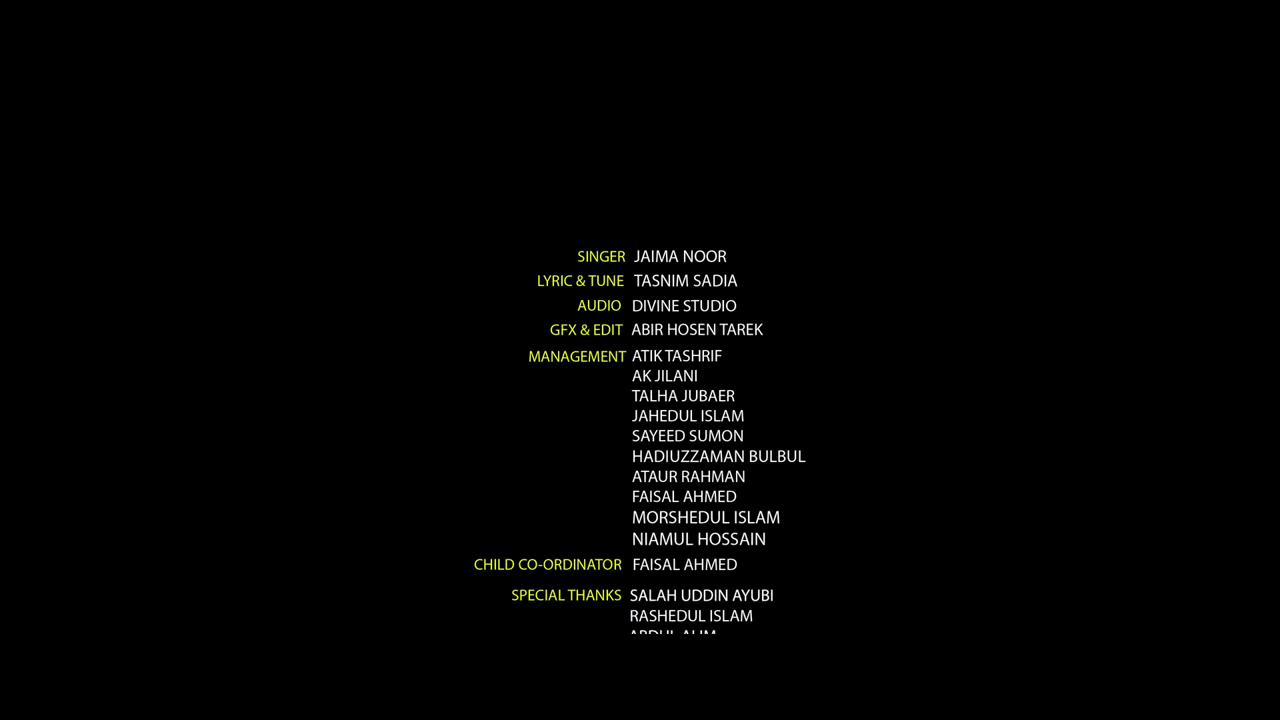 SINGER JAIMA NOOR
LYRIC & TUNE TASNIM SADIA
AUDIO DIVINE STUDIO
GFX & EDIT ABIR HOSEN TAREK
MANAGEMENT ATIK TASHRIF
AK JILANI
TALHA JUBAER
JAHEDUL ISLAM
SAYEED SUMON
HADIUZZAMAN BULBUL
ATAUR RAHMAN
FAISAL AHMED
MORSHEDUL ISLAM
NIAMUL HOSSAIN
CHILD CO-ORDINATOR FAISAL AHMED
SPECIAL THANKS SALAH UDDIN AYUBI
RASHEDUL ISLAM